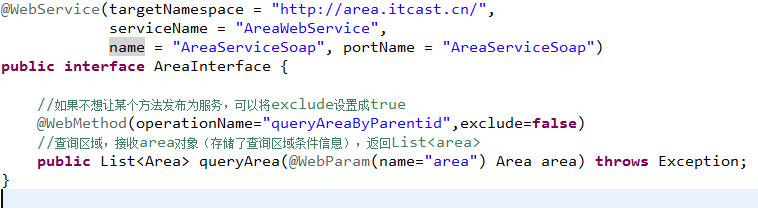 @WebService(targetNamespace = "http://area.itcast.cn/",
serviceName = "AreaWebService",
name = "AreaServiceSoap", portName = "AreaServiceSoap")
public interface AreaInterface {
//如果不想让某个方法发布为服务，可以将exclude设置成true
@WebMethod(operationName="queryAreaByParentid",exclude=false)
//查询区域，接收area对象（存储了查询区域条件信息），返回List<area>
public List<Area> queryArea(@WebParam(name="area") Area area) throws Exception;
}